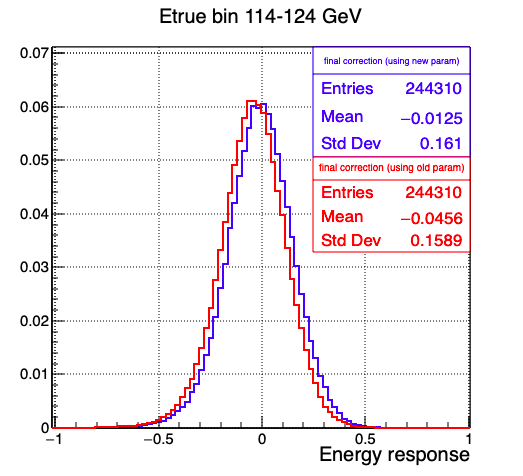 Etrue bin 114-124 GeV
0.07
0.06
0.05
0.04
0.03
0.02
0.01
0
final correction (using new param)
Entries 244310
Mean −0.0125
Std Dev 0.161
final correction (using old param)
Entries 244310
Mean −0.0456
Std Dev 0.1589
−1 −0.5 0 0.5 1
Energy response